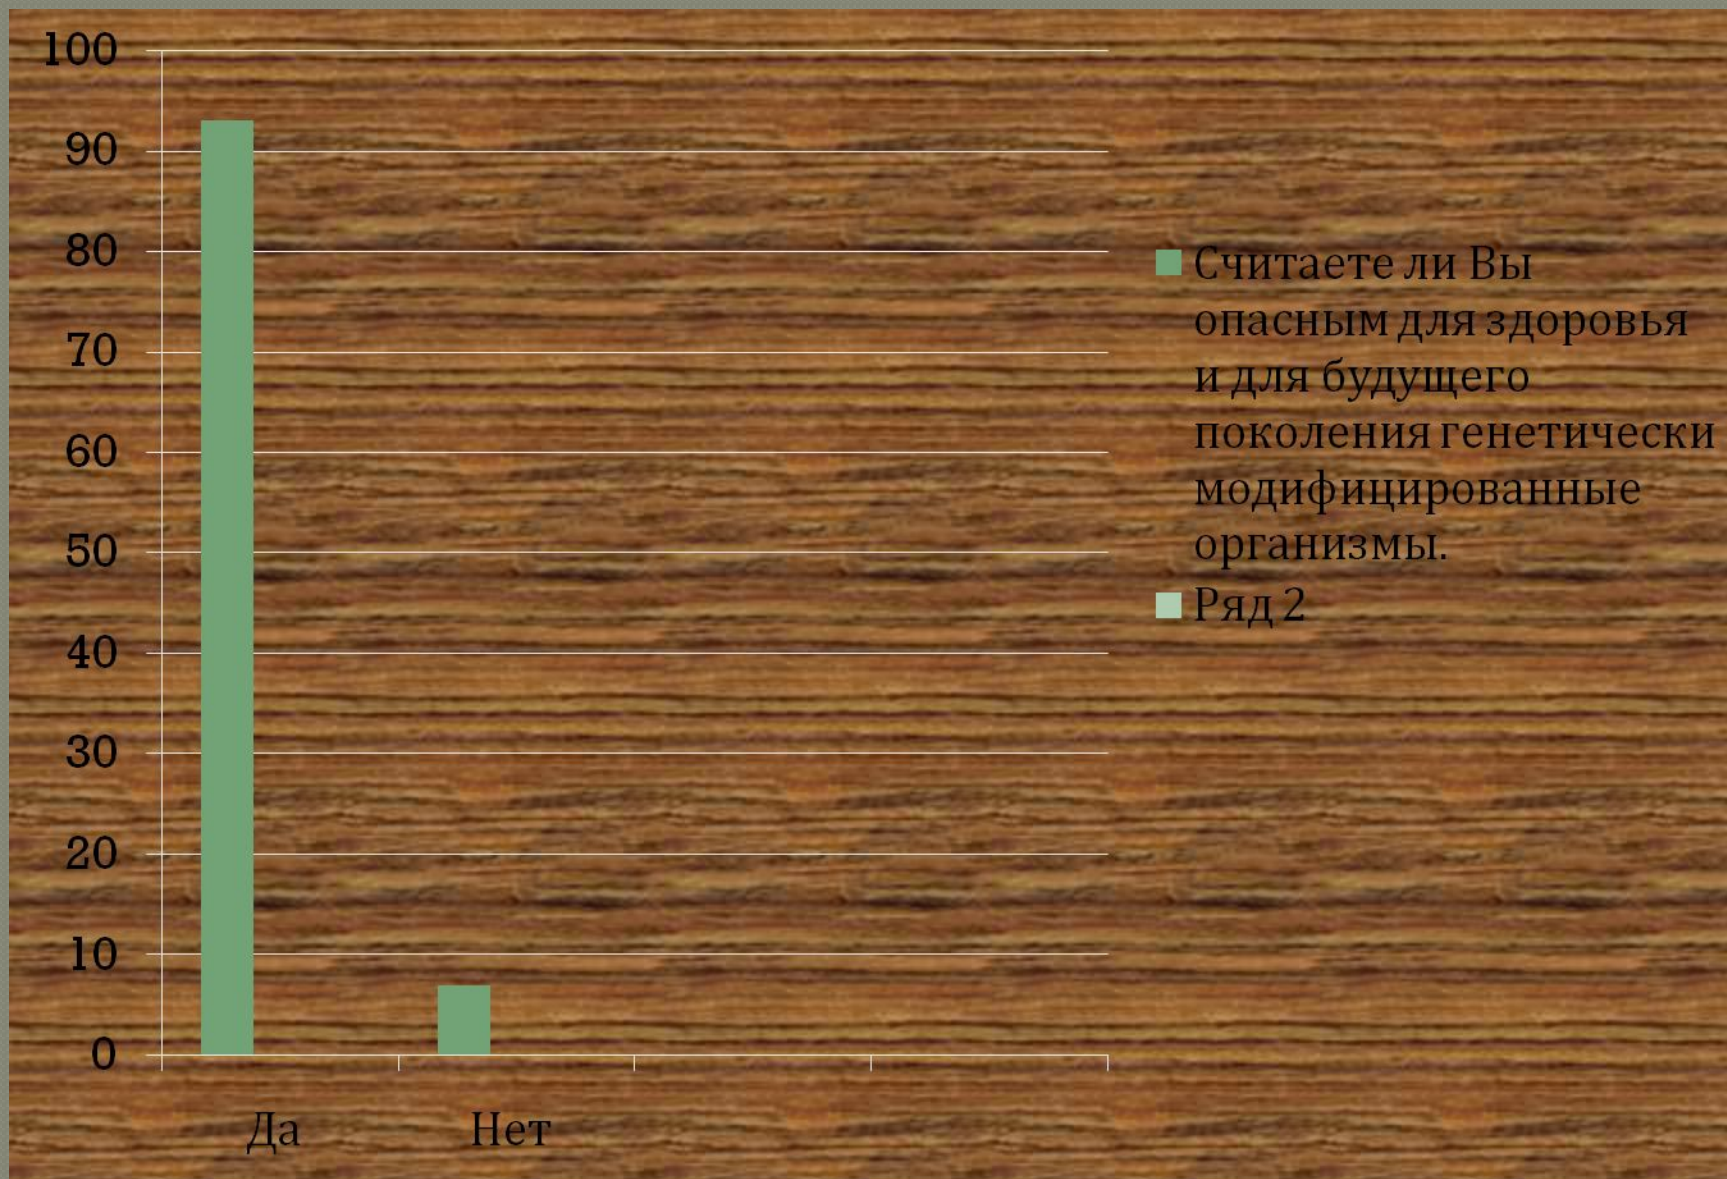 100
90
80
70
60
50
40
30
20
10
0
Да
Нет
Считаете ли Вы
опасным для здоровья
и для будущего
поколения генетически
модифицированные
организмы.
Ряд 2